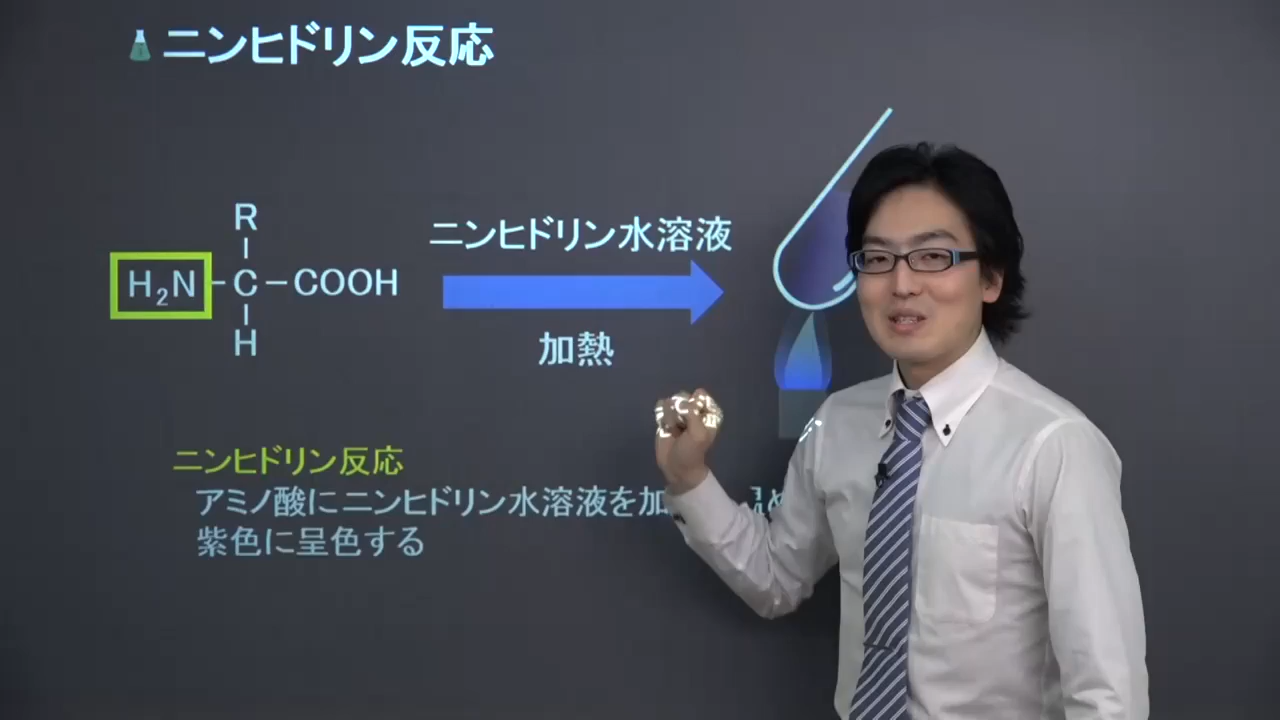 ニンヒドリン反応
R
H₂N-C-COOH
H
ニンヒドリン水溶液
加熱
ニンヒドリン反応
アミノ酸にニンヒドリン水溶液を加
紫色に呈色する